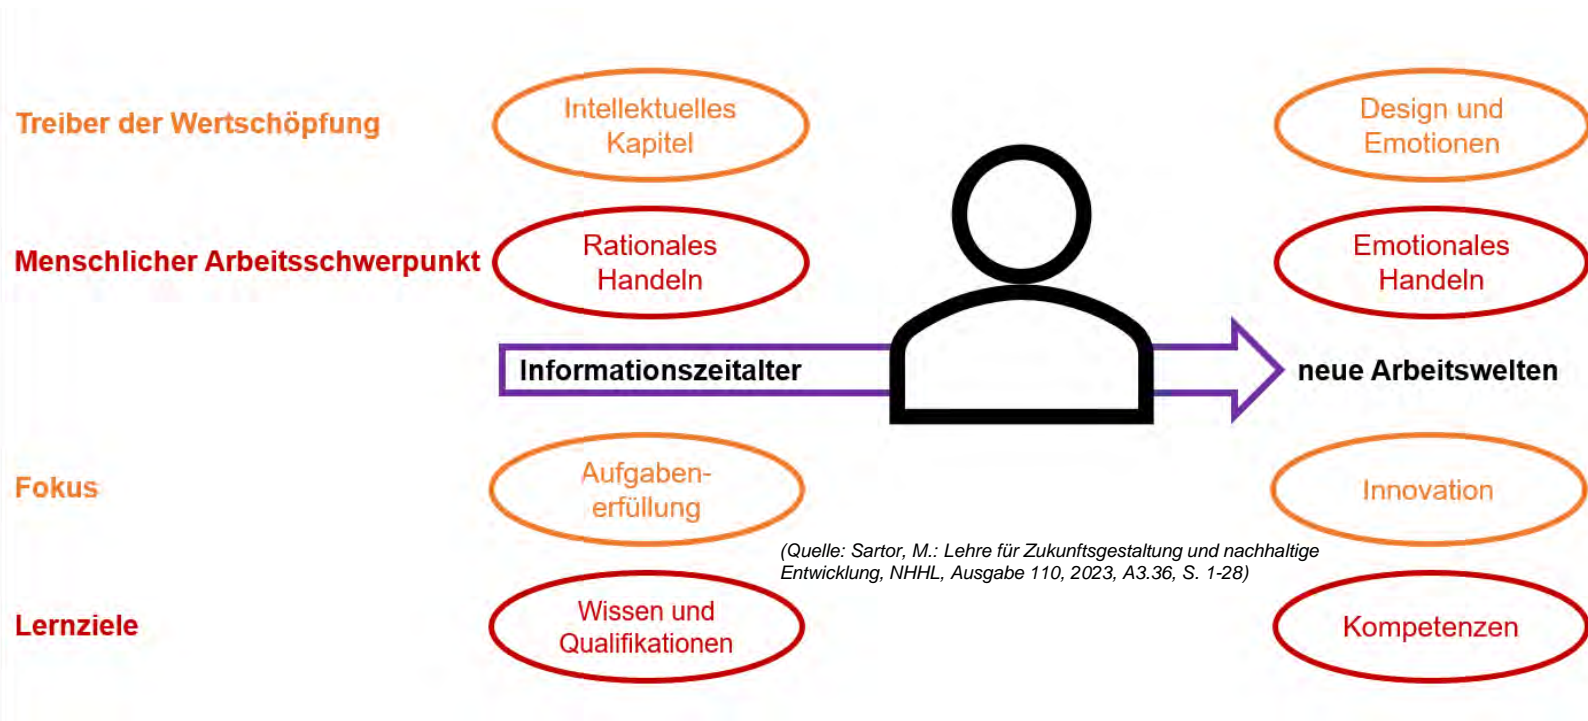 Treiber der Wertschöpfung
Intellektuelles
Kapitel
Design und
Emotionen
Menschlicher Arbeitsschwerpunkt
Rationales
Handeln
Emotionales
Handeln
Informationszeitalter
neue Arbeitswelten
Fokus
Aufgaben-
erfüllung
Innovation
(Quelle: Sartor, M.: Lehre für Zukunftsgestaltung und nachhaltige
Entwicklung, NHHL, Ausgabe 110, 2023, A3.36, S. 1-28)
Lernziele
Wissen und
Qualifikationen
Kompetenzen